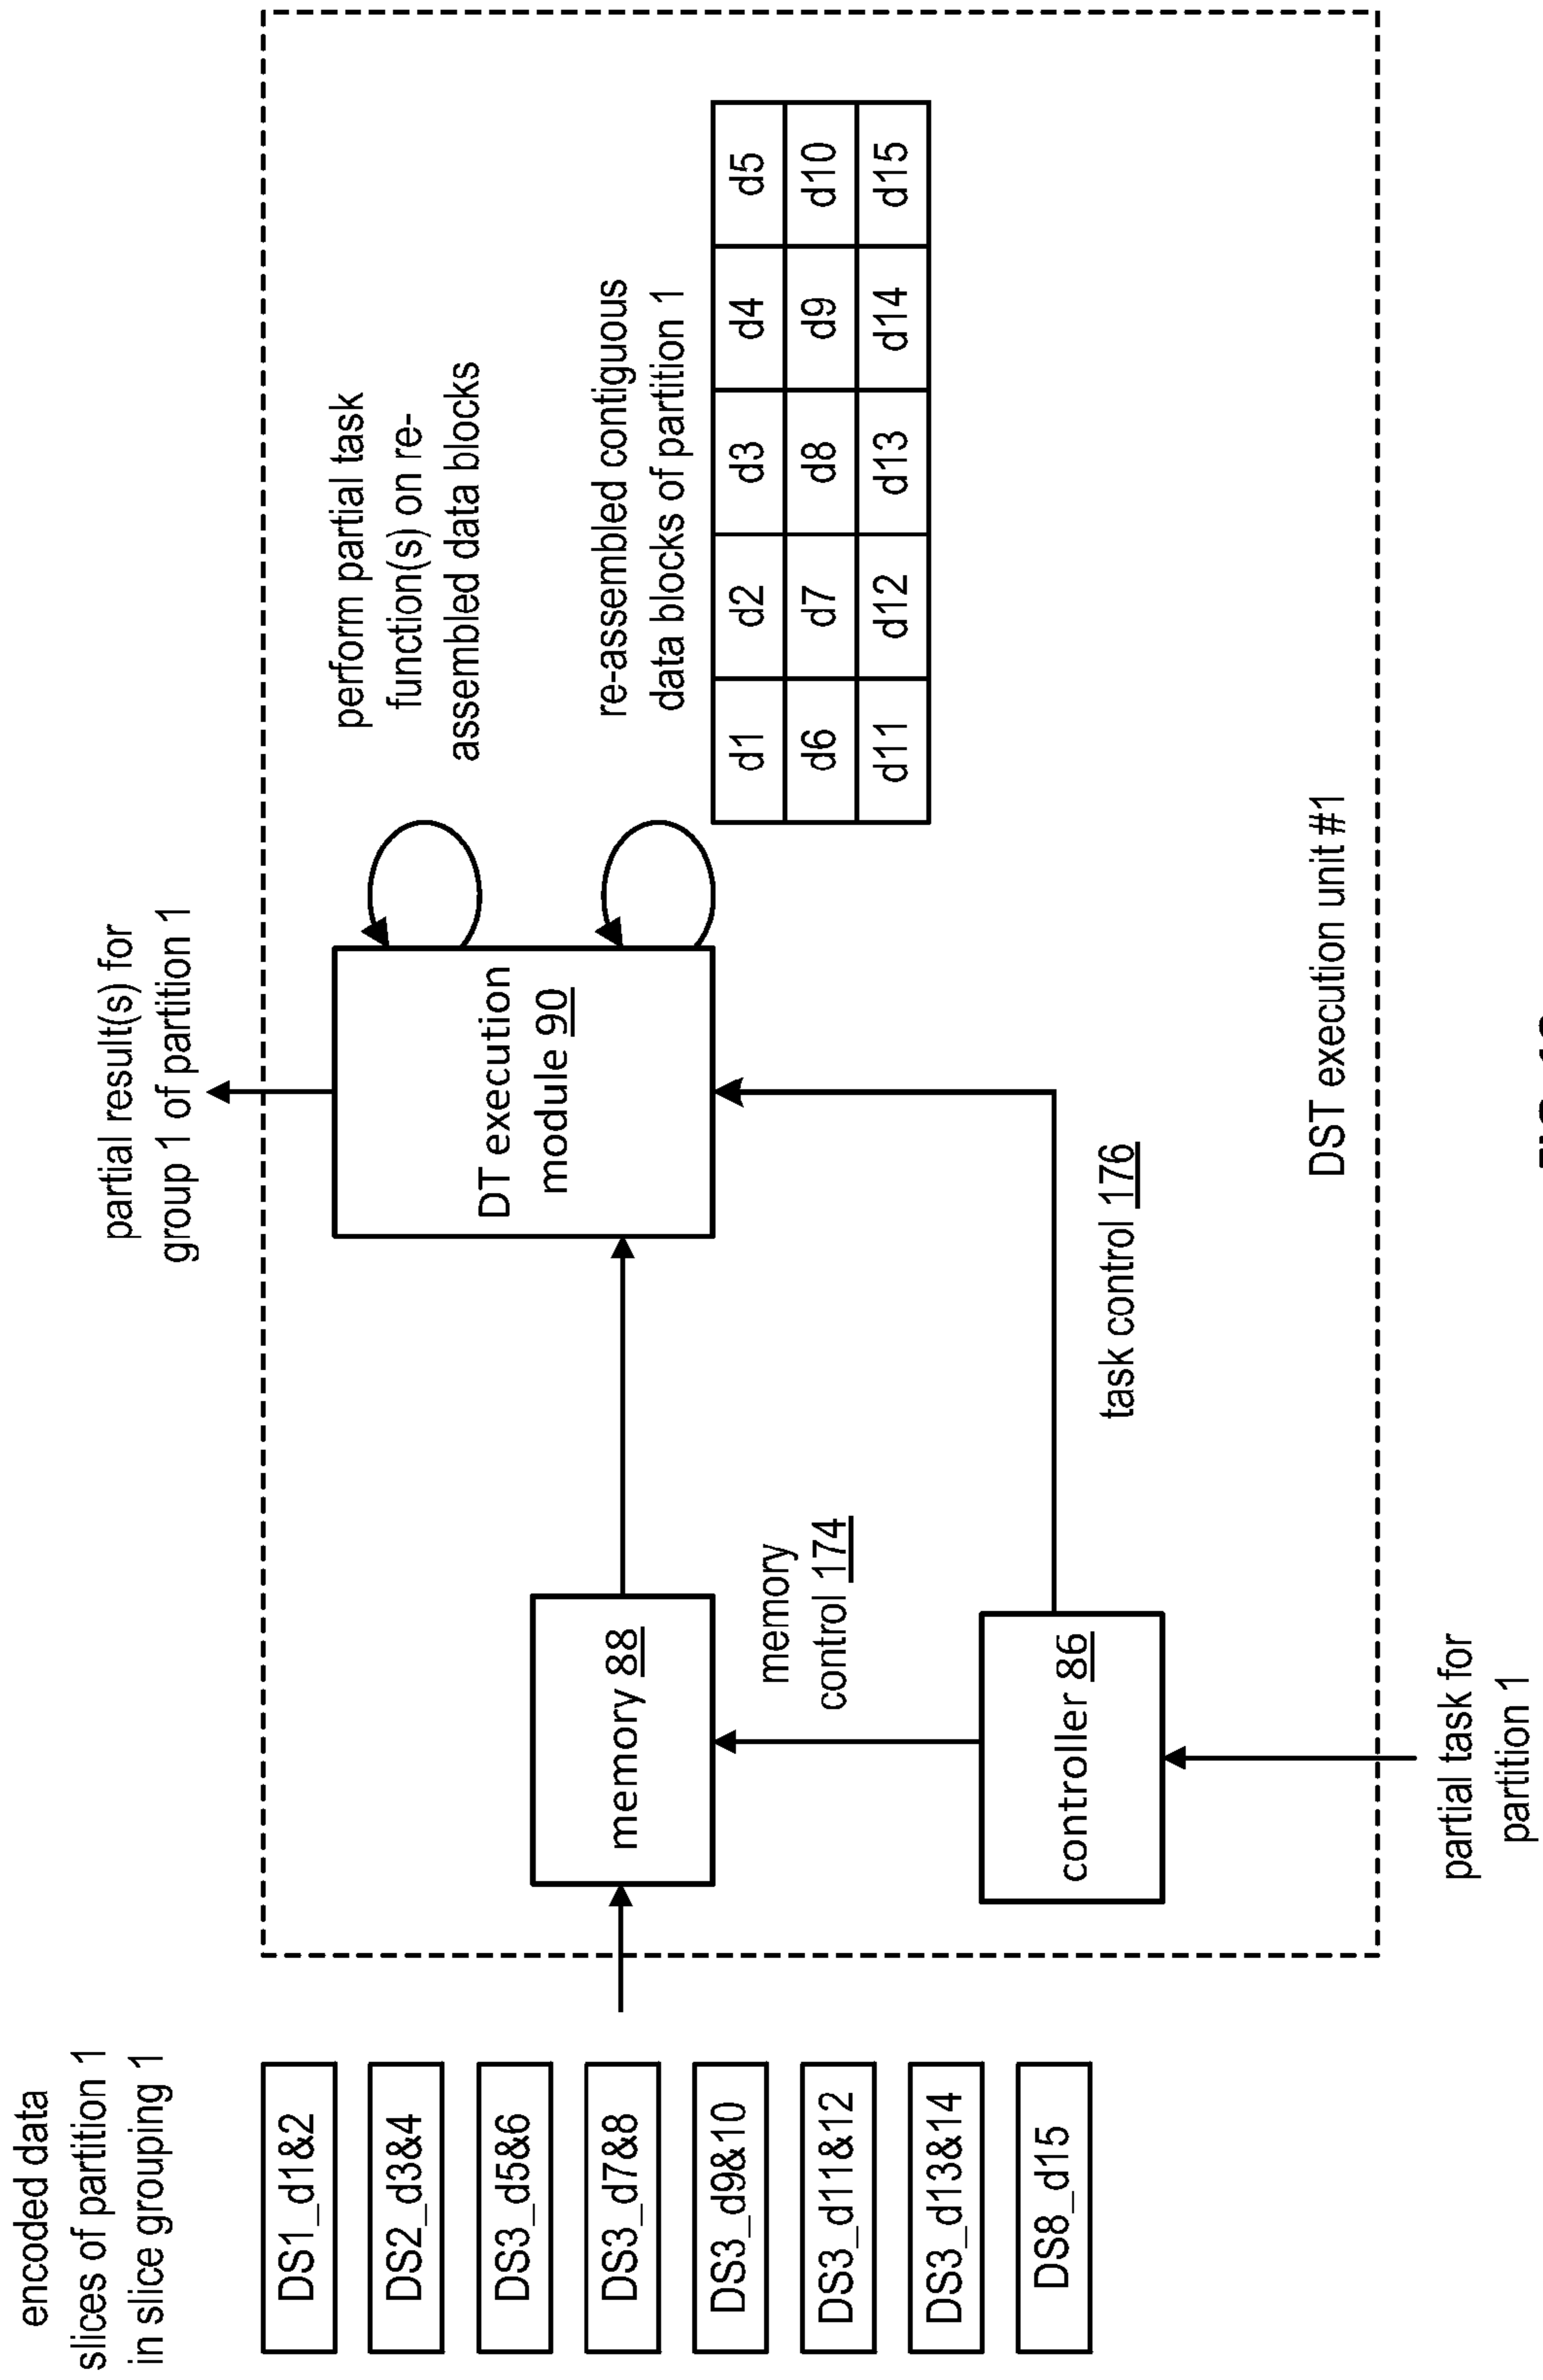 encoded data
slices of partition 1
in slice grouping 1
DS1_d1&2
DS2_d3&4
DS3_d5&6
DS3_d7&8
DS3_d9&10
DS3_d11&12
DS3_d13&14
DS8_d15
partial result(s) for
group 1 of partition 1
memory 88
DT execution
module 90
perform partial task
function(s) on re-
assembled data blocks
re-assembled contiguous
data blocks of partition 1
d1 d2 d3 d4 d5
d6 d7 d8 d9 d10
d11 d12 d13 d14 d15
memory
control 174
controller 86
task control 176
DST execution unit #1
partial task for
partition 1